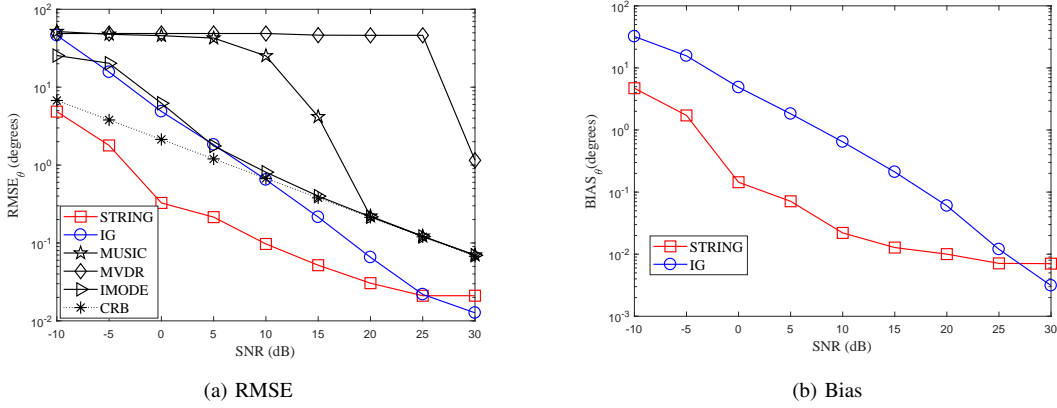 10^2
10^1
10^0
10^-1
10^-2
RMSE_θ (degrees)
STRING
IG
MUSIC
MVDR
IMODE
CRB
-10 -5 0 5 10 15 20 25 30
SNR (dB)
(a) RMSE
10^2
10^1
10^0
10^-1
10^-2
10^-3
BIAS_θ(degrees)
STRING
IG
-10 -5 0 5 10 15 20 25 30
SNR (dB)
(b) Bias